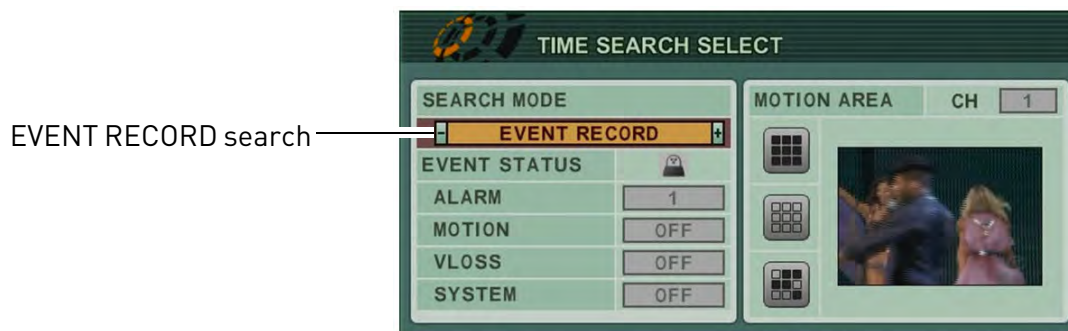 TIME SEARCH SELECT
SEARCH MODE
EVENT RECORD search
- EVENT RECORD +
EVENT STATUS
ALARM 1
MOTION OFF
VLOSS OFF
SYSTEM OFF
MOTION AREA CH 1